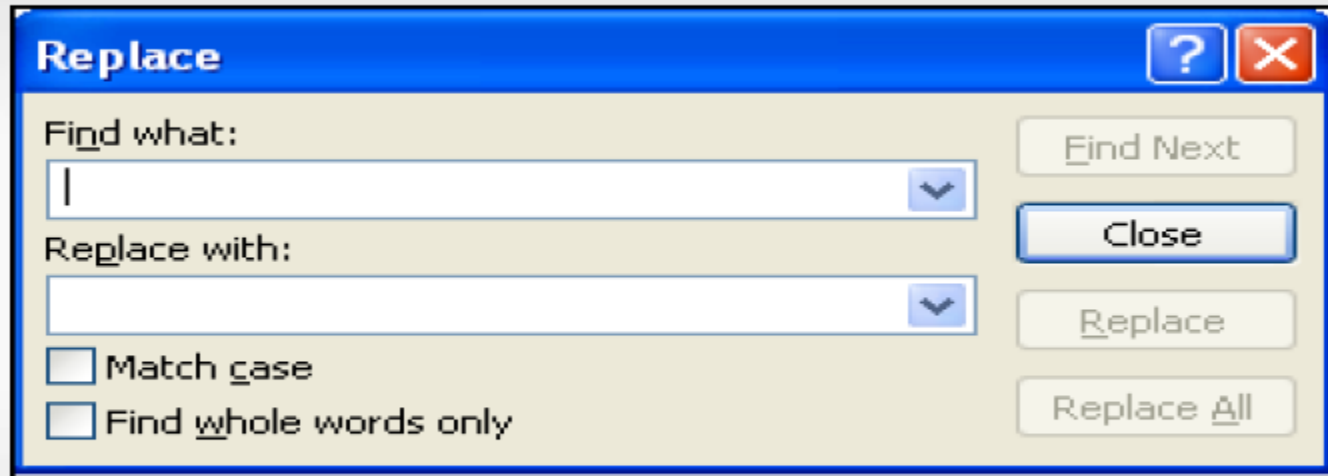 Replace
?
Find what:
Find Next
Close
Replace with:
Replace
Match case
Find whole words only
Replace All